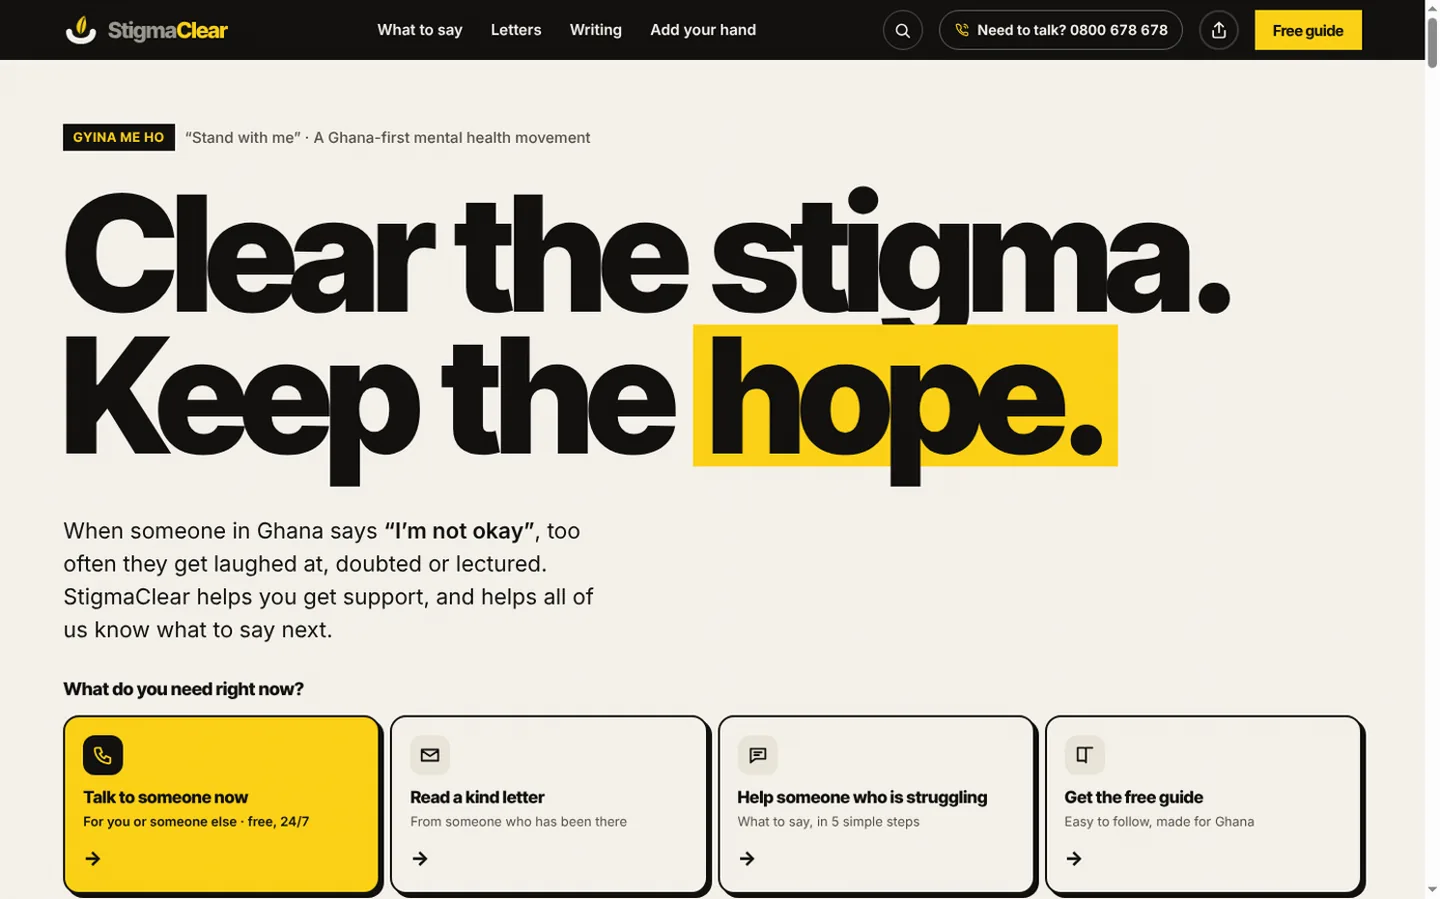 StigmaClear
What to say
Letters
Writing
Add your hand
Need to talk? 0800 678 678
Free guide
GYINA ME HO
“Stand with me” · A Ghana-first mental health movement
Clear the stigma.
Keep the hope.
When someone in Ghana says “I’m not okay”, too
often they get laughed at, doubted or lectured.
StigmaClear helps you get support, and helps all of
us know what to say next.
What do you need right now?
Talk to someone now
For you or someone else · free, 24/7
→
Read a kind letter
From someone who has been there
→
Help someone who is struggling
What to say, in 5 simple steps
→
Get the free guide
Easy to follow, made for Ghana
→